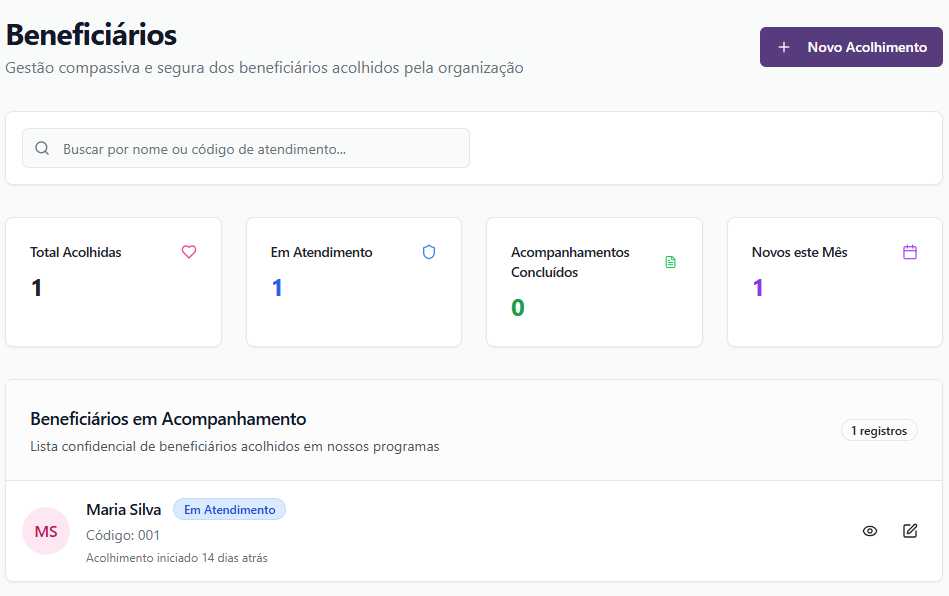 Beneficiários
Gestão compassiva e segura dos beneficiários acolhidos pela organização
Novo Acolhimento
Buscar por nome ou código de atendimento...
Total Acolhidas
1
Em Atendimento
1
Acompanhamentos
Concluídos
0
Novos este Mês
1
Beneficiários em Acompanhamento
Lista confidencial de beneficiários acolhidos em nossos programas
1 registros
MS
Maria Silva
Em Atendimento
Código: 001
Acolhimento iniciado 14 dias atrás